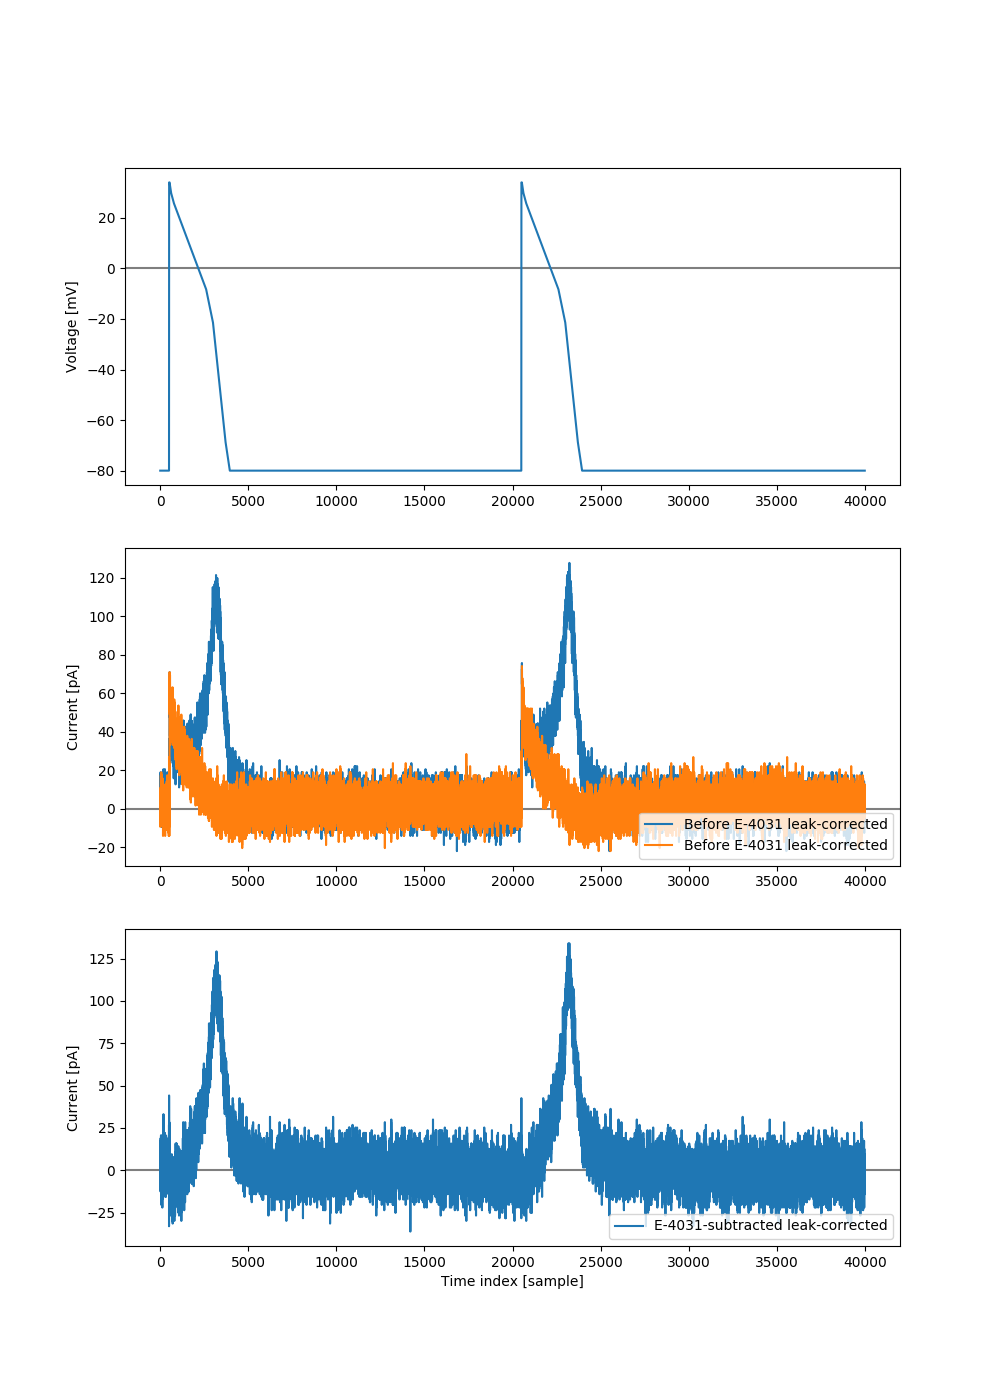 20
0
−20
−40
−60
−80
Voltage [mV]
0 5000 10000 15000 20000 25000 30000 35000 40000
120
100
80
60
40
20
0
−20
Current [pA]
Before E-4031 leak-corrected
Before E-4031 leak-corrected
0 5000 10000 15000 20000 25000 30000 35000 40000
125
100
75
50
25
0
−25
Current [pA]
E-4031-subtracted leak-corrected
0 5000 10000 15000 20000 25000 30000 35000 40000
Time index [sample]